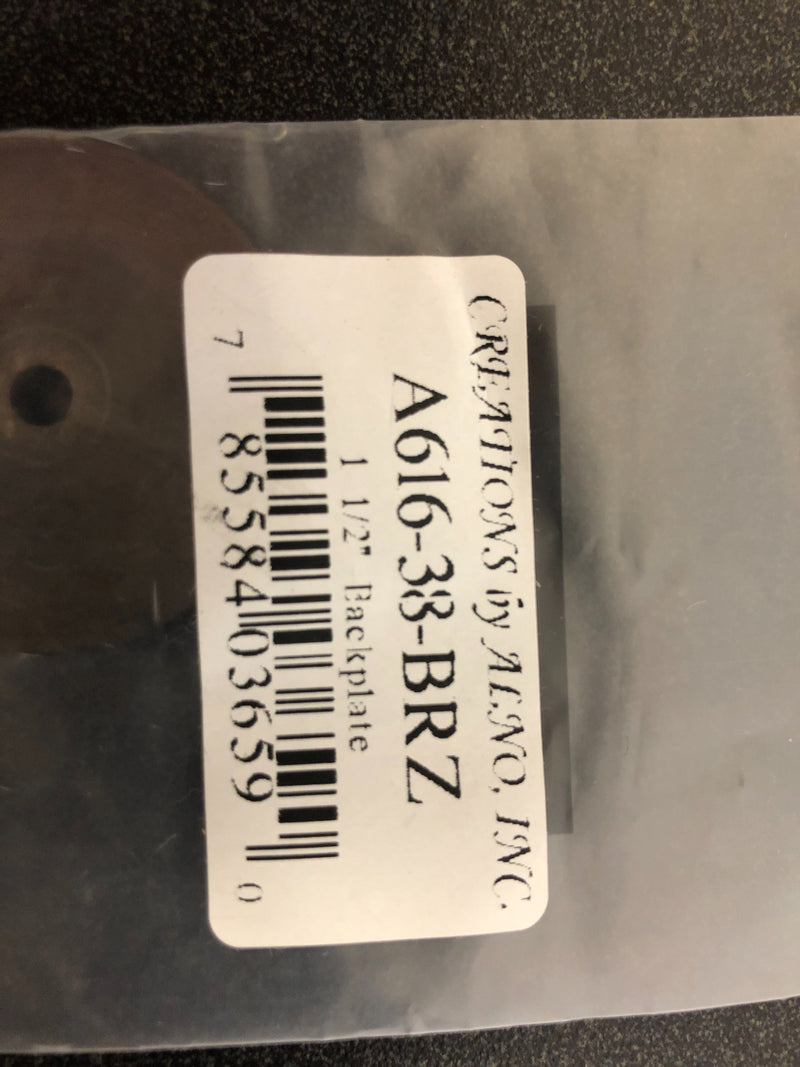 CREATIONS by ALNO, INC.
A616-38-BRZ
1 1/2" Backplate
7 85584 03659 0